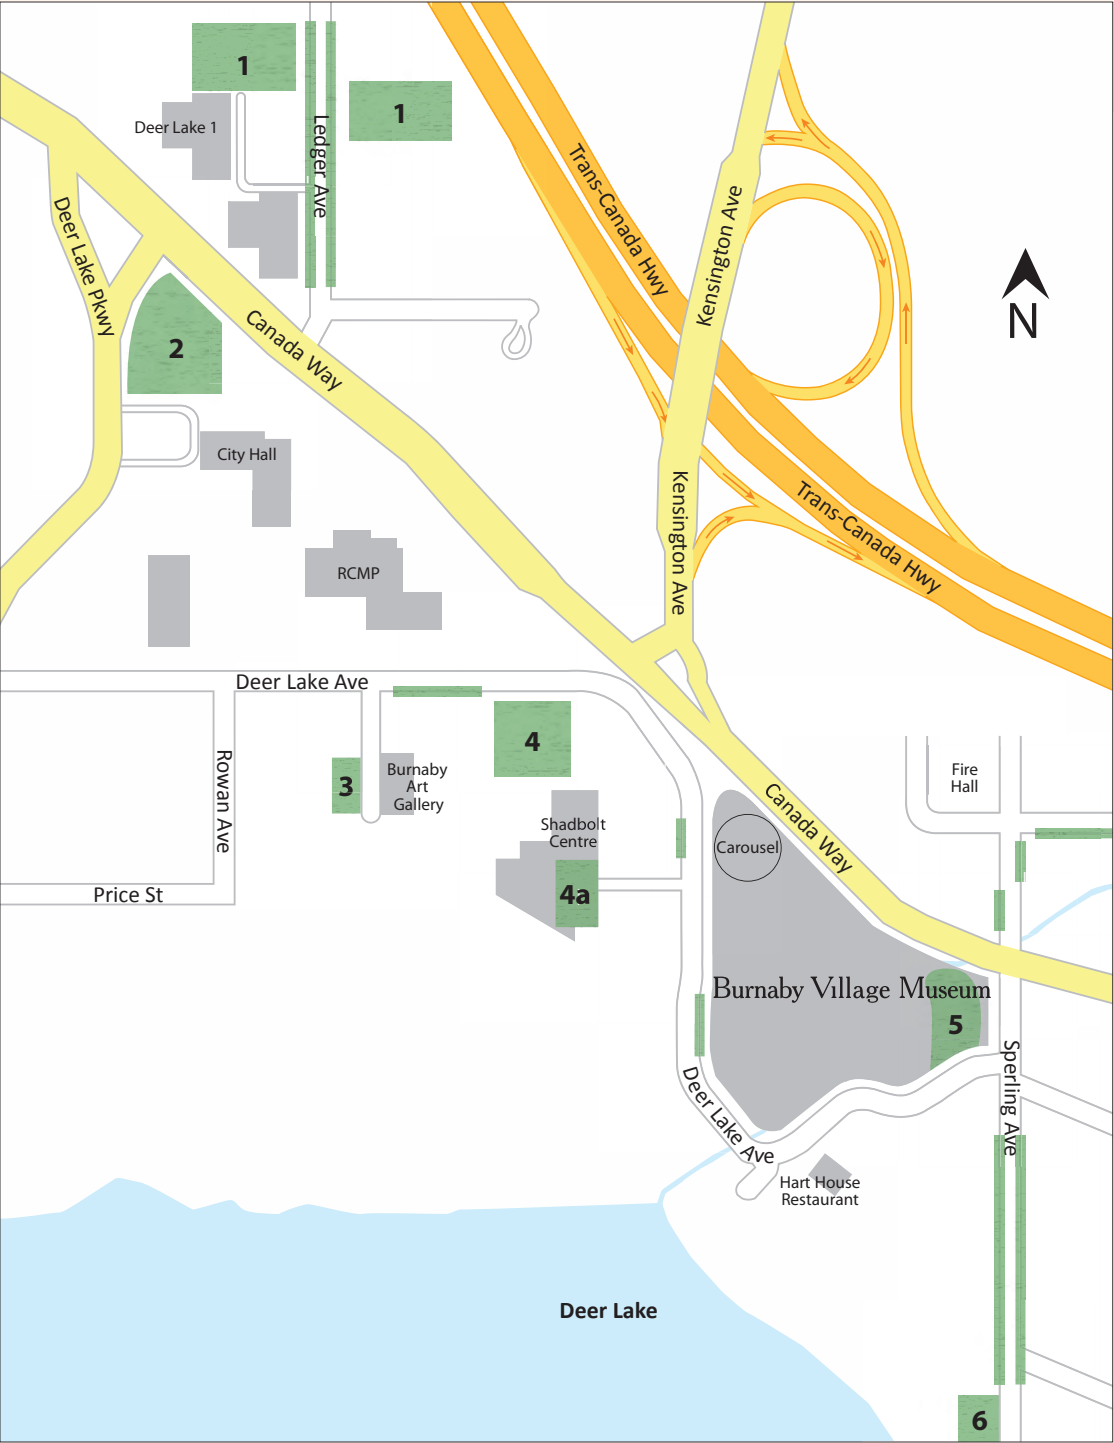 1
1
Deer Lake 1
Ledger Ave
Trans-Canada Hwy
Kensington Ave
Deer Lake Pkwy
N
2
Canada Way
City Hall
Kensington Ave
Trans-Canada Hwy
RCMP
Deer Lake Ave
4
Rowan Ave
3
Burnaby
Art
Gallery
Fire
Hall
Canada Way
Shadbolt
Centre
Carousel
4a
Price St
Burnaby Village Museum
5
Sperling Ave
Deer Lake Ave
Hart House
Restaurant
Deer Lake
6